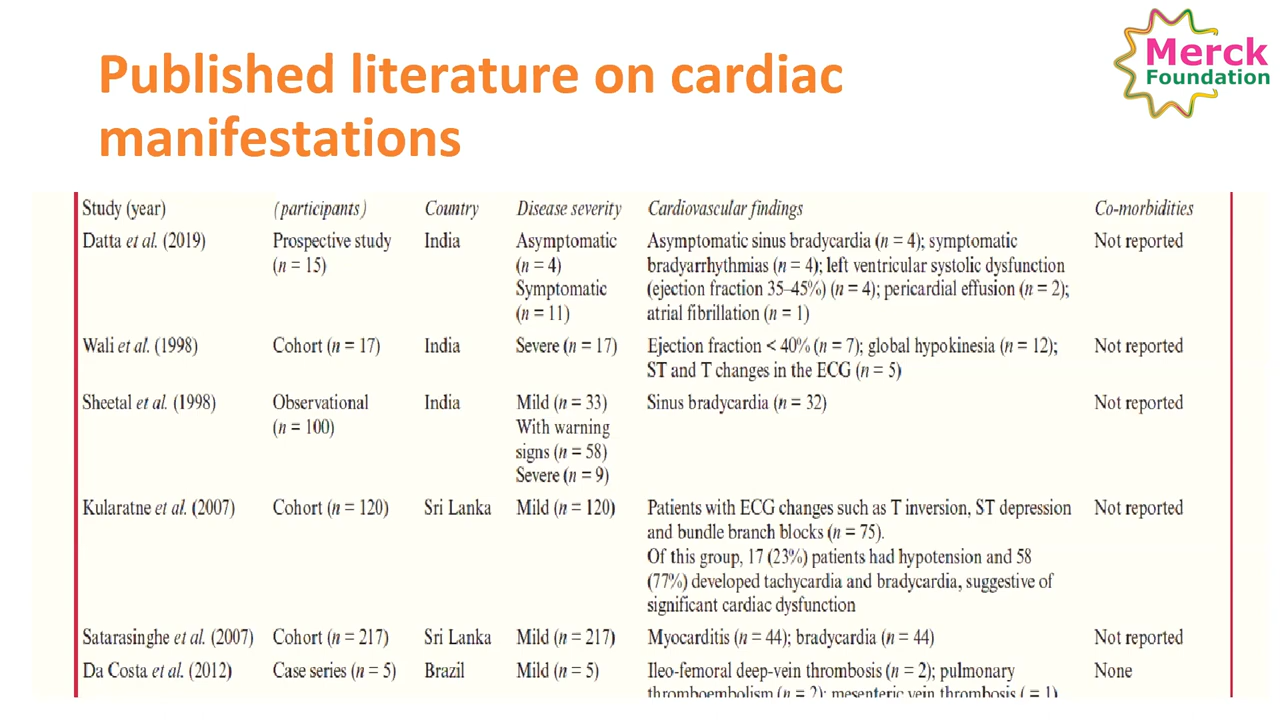 Published literature on cardiac
manifestations
Merck
Foundation
Study (year) (participants) Country Disease severity Cardiovascular findings Co-morbidities
Datta et al. (2019) Prospective study India Asymptomatic Asymptomatic sinus bradycardia (n = 4); symptomatic Not reported
(n = 15) (n = 4) bradyarrhythmias (n = 4); left ventricular systolic dysfunction
Symptomatic (ejection fraction 35–45%) (n = 4); pericardial effusion (n = 2);
(n = 11) atrial fibrillation (n = 1)
Wali et al. (1998) Cohort (n = 17) India Severe (n = 17) Ejection fraction < 40% (n = 7); global hypokinesia (n = 12); Not reported
ST and T changes in the ECG (n = 5)
Sheetal et al. (1998) Observational India Mild (n = 33) Sinus bradycardia (n = 32) Not reported
(n = 100) With warning
signs (n = 58)
Severe (n = 9)
Kularatne et al. (2007) Cohort (n = 120) Sri Lanka Mild (n = 120) Patients with ECG changes such as T inversion, ST depression Not reported
and bundle branch blocks (n = 75).
Of this group, 17 (23%) patients had hypotension and 58
(77%) developed tachycardia and bradycardia, suggestive of
significant cardiac dysfunction
Satarasinghe et al. (2007) Cohort (n = 217) Sri Lanka Mild (n = 217) Myocarditis (n = 44); bradycardia (n = 44) Not reported
Da Costa et al. (2012) Case series (n = 5) Brazil Mild (n = 5) Ileo-femoral deep-vein thrombosis (n = 2); pulmonary None
thromboembolism (n = 2); mesenteric vein thrombosis ( = 1)